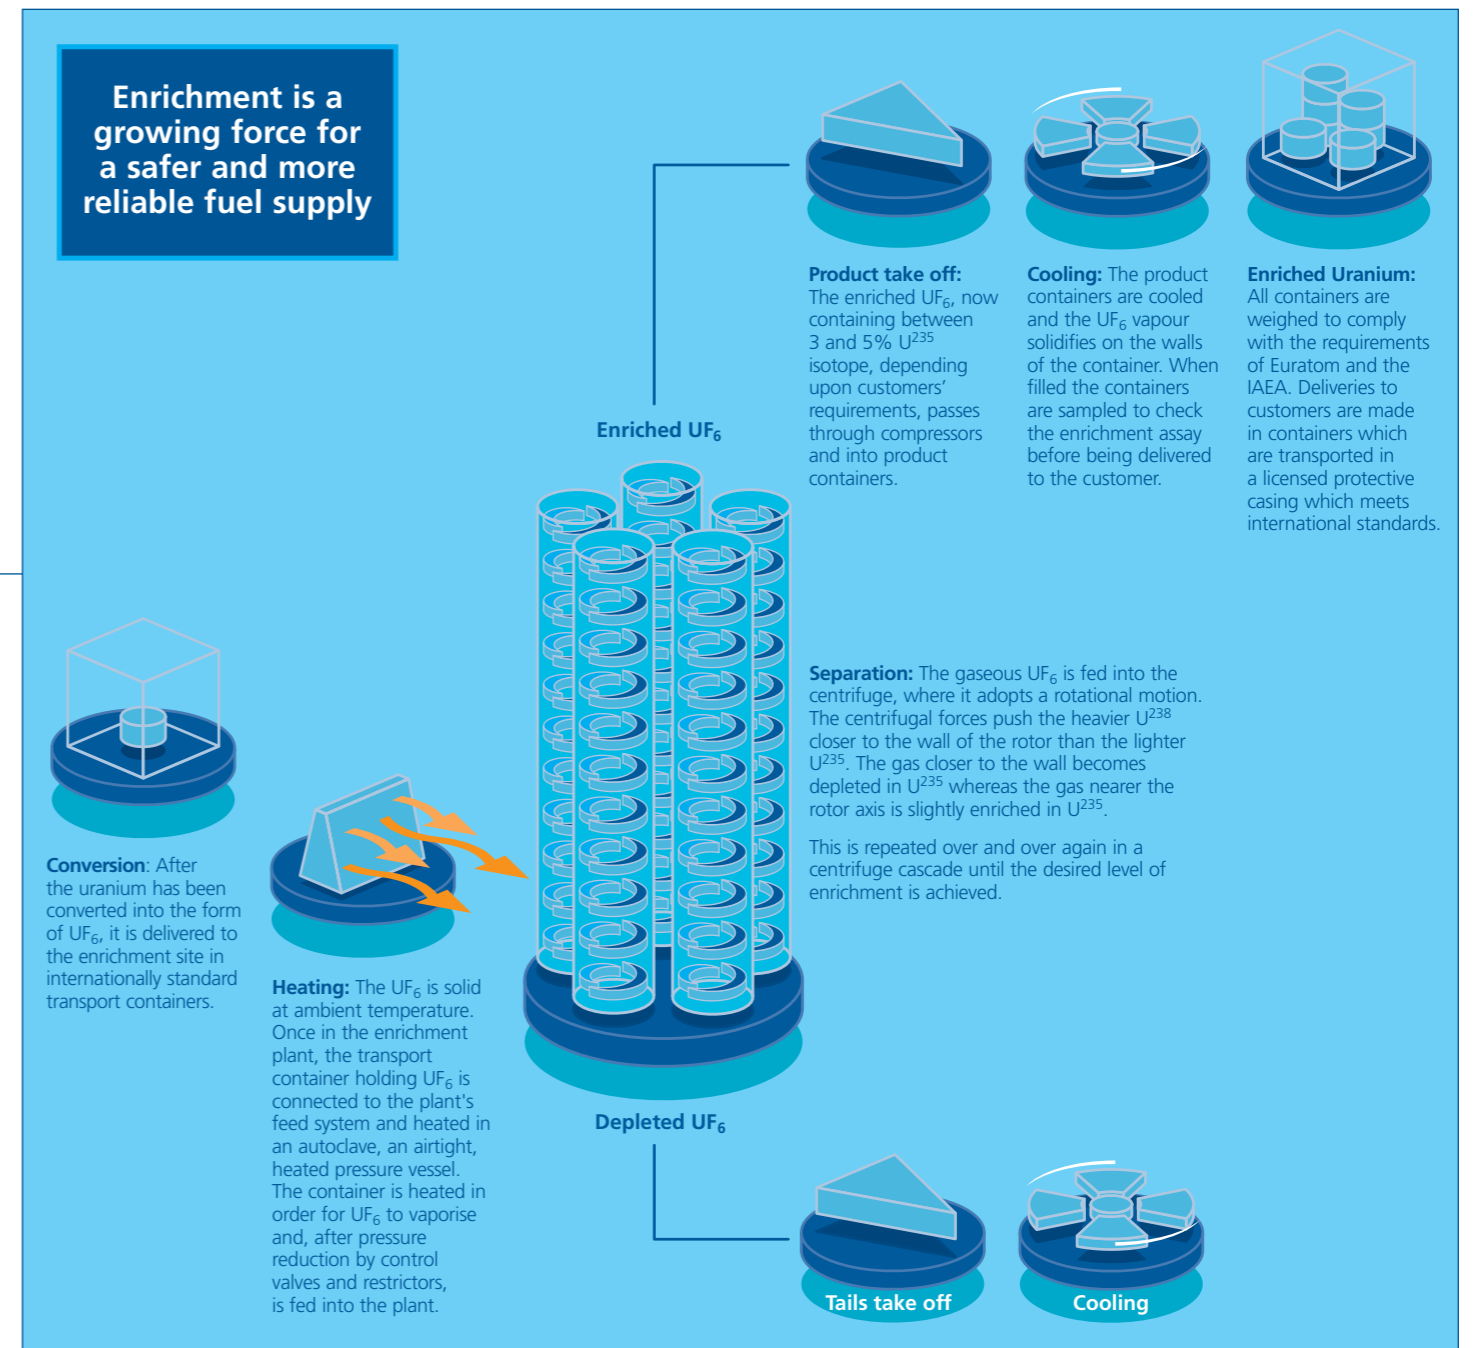 Enrichment is a
growing force for
a safer and more
reliable fuel supply
Product take off:
The enriched UF₆, now
containing between
3 and 5% U²³⁵
isotope, depending
upon customers’
requirements, passes
through compressors
and into product
containers.
Cooling: The product
containers are cooled
and the UF₆ vapour
solidifies on the walls
of the container. When
filled the containers
are sampled to check
the enrichment assay
before being delivered
to the customer.
Enriched Uranium:
All containers are
weighed to comply
with the requirements
of Euratom and the
IAEA. Deliveries to
customers are made
in containers which
are transported in
a licensed protective
casing which meets
international standards.
Enriched UF₆
Separation: The gaseous UF₆ is fed into the
centrifuge, where it adopts a rotational motion.
The centrifugal forces push the heavier U²³⁸
closer to the wall of the rotor than the lighter
U²³⁵. The gas closer to the wall becomes
depleted in U²³⁵ whereas the gas nearer the
rotor axis is slightly enriched in U²³⁵.
This is repeated over and over again in a
centrifuge cascade until the desired level of
enrichment is achieved.
Conversion: After
the uranium has been
converted into the form
of UF₆, it is delivered to
the enrichment site in
internationally standard
transport containers.
Heating: The UF₆ is solid
at ambient temperature.
Once in the enrichment
plant, the transport
container holding UF₆ is
connected to the plant's
feed system and heated in
an autoclave, an airtight,
heated pressure vessel.
The container is heated in
order for UF₆ to vaporise
and, after pressure
reduction by control
valves and restrictors,
is fed into the plant.
Depleted UF₆
Tails take off
Cooling